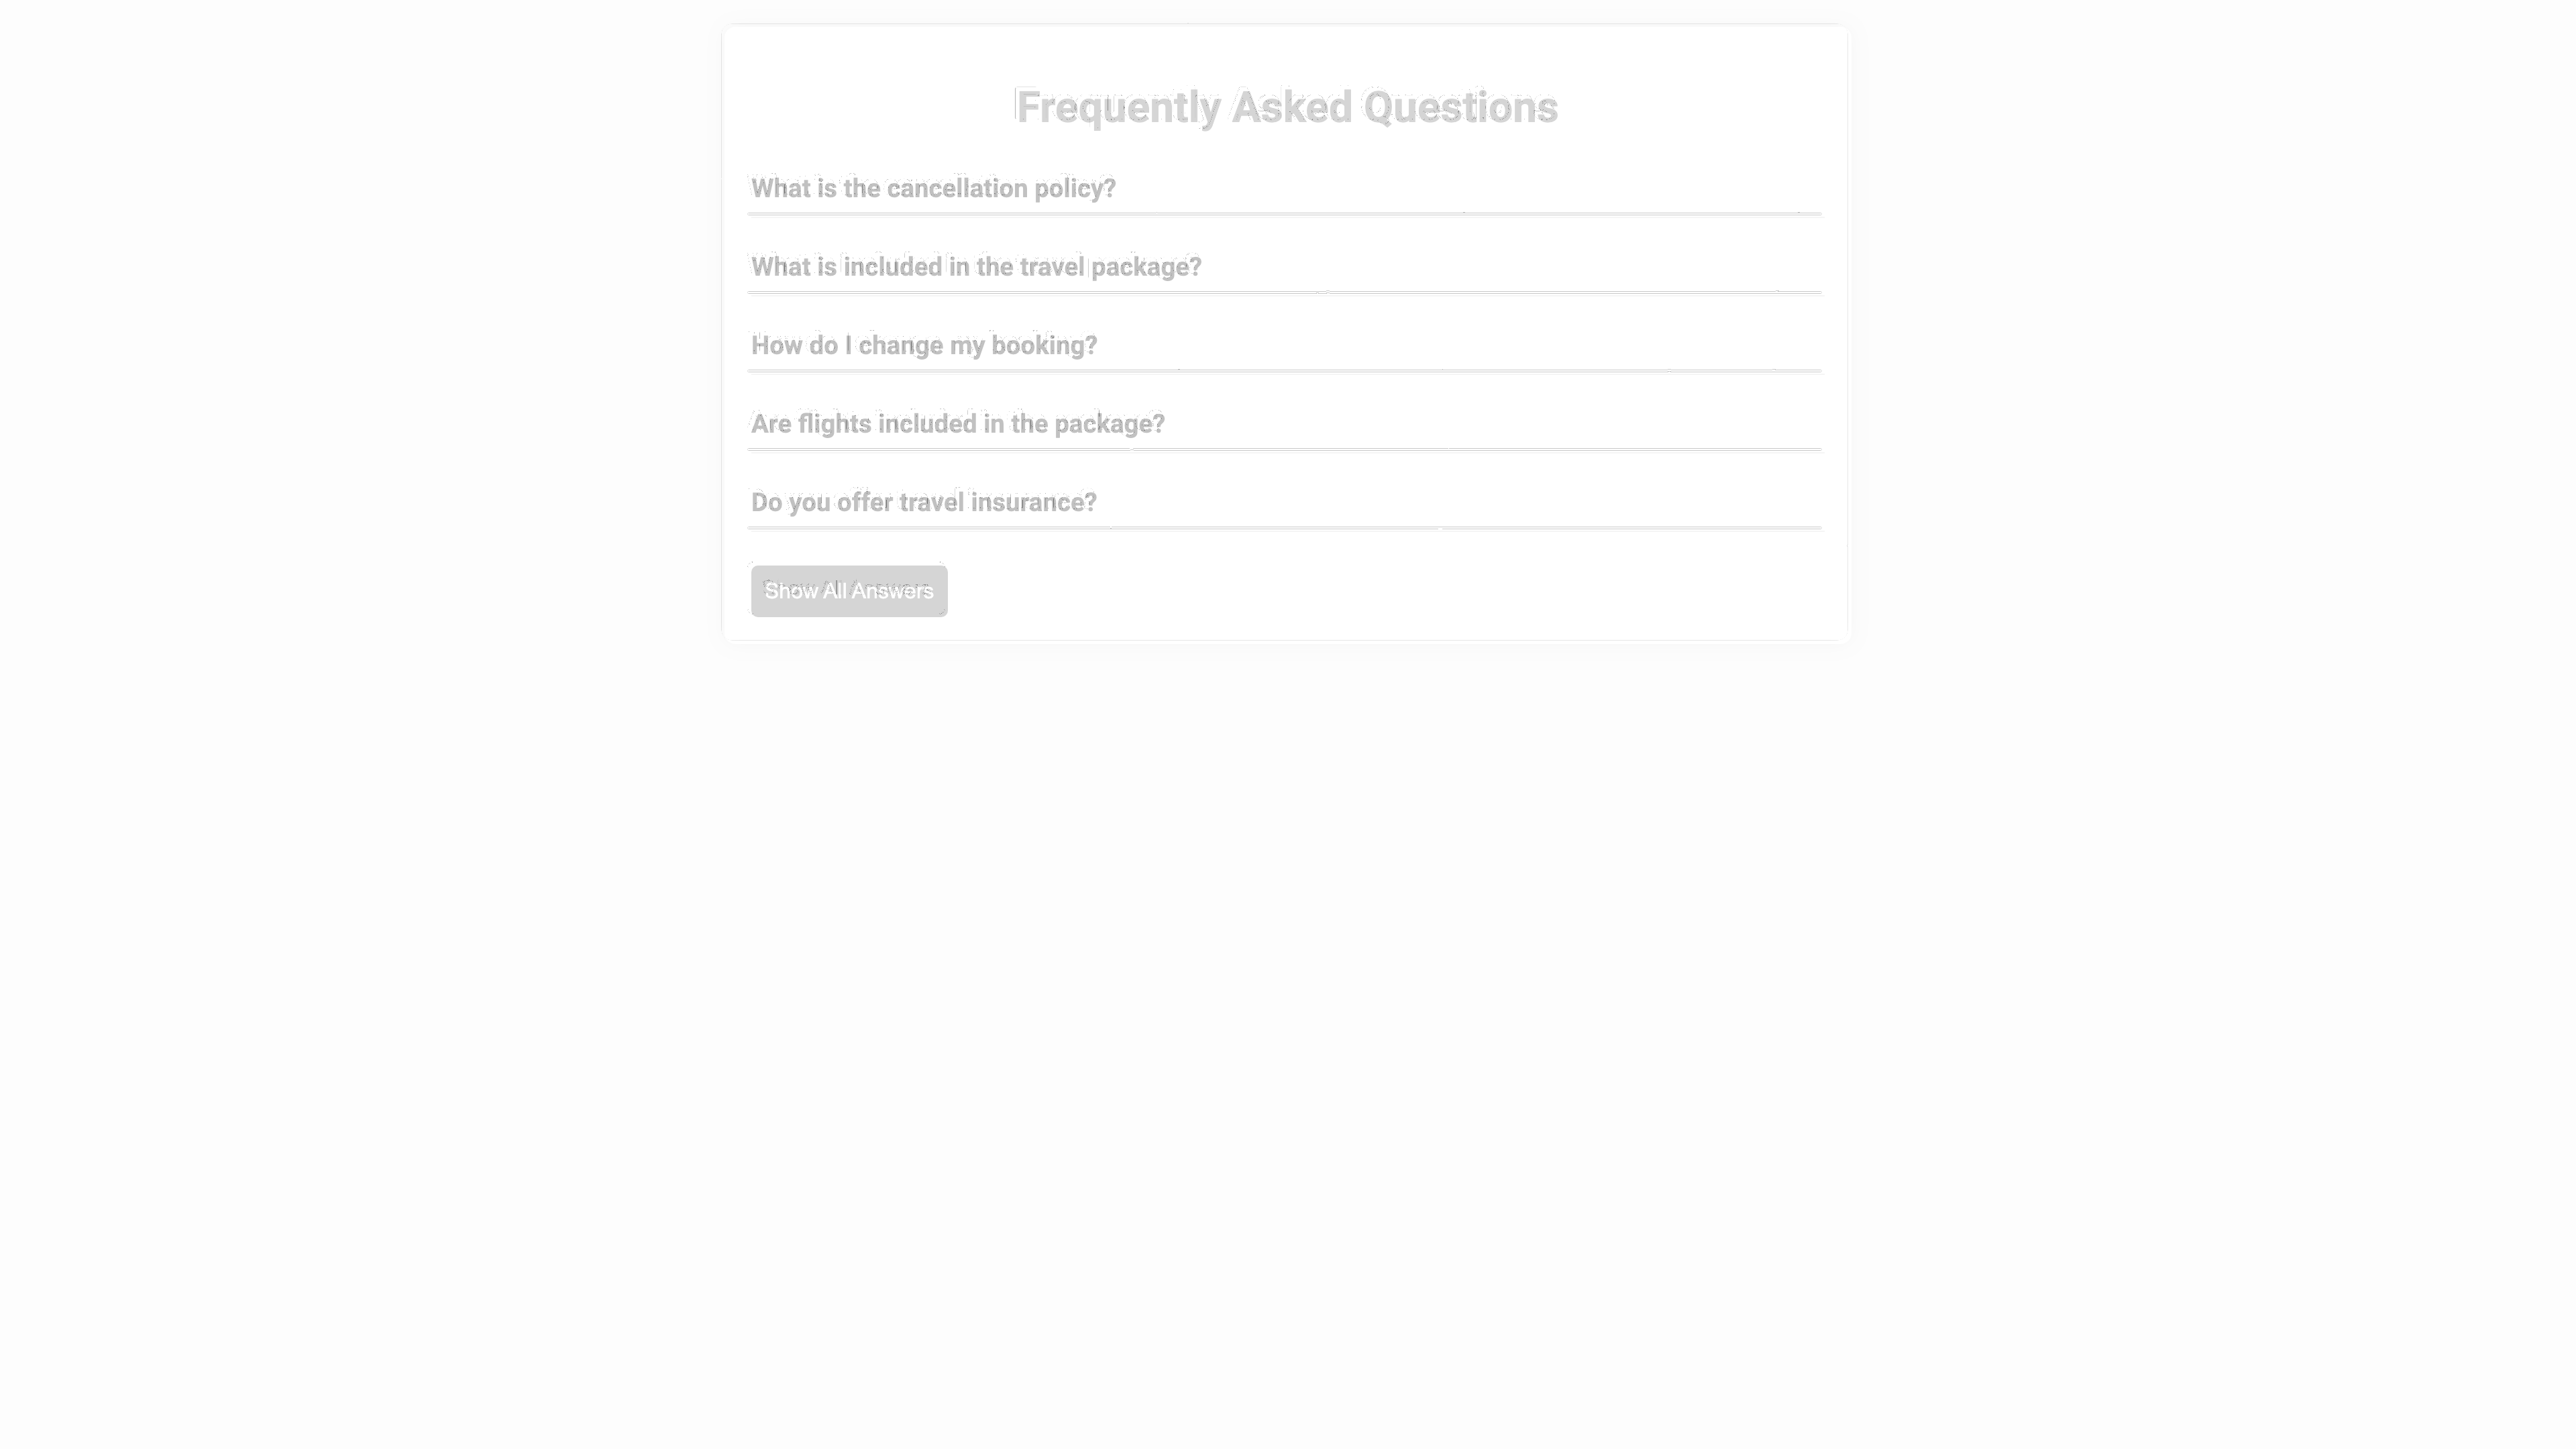 Frequently Asked Questions
What is the cancellation policy?
What is included in the travel package?
How do I change my booking?
Are flights included in the package?
Do you offer travel insurance?
Show All Answers